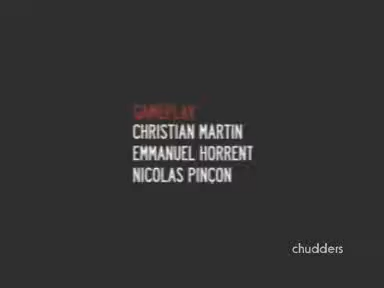 GAMEPLAY
CHRISTIAN MARTIN
EMMANUEL HORRENT
NICOLAS PINÇON
chudders